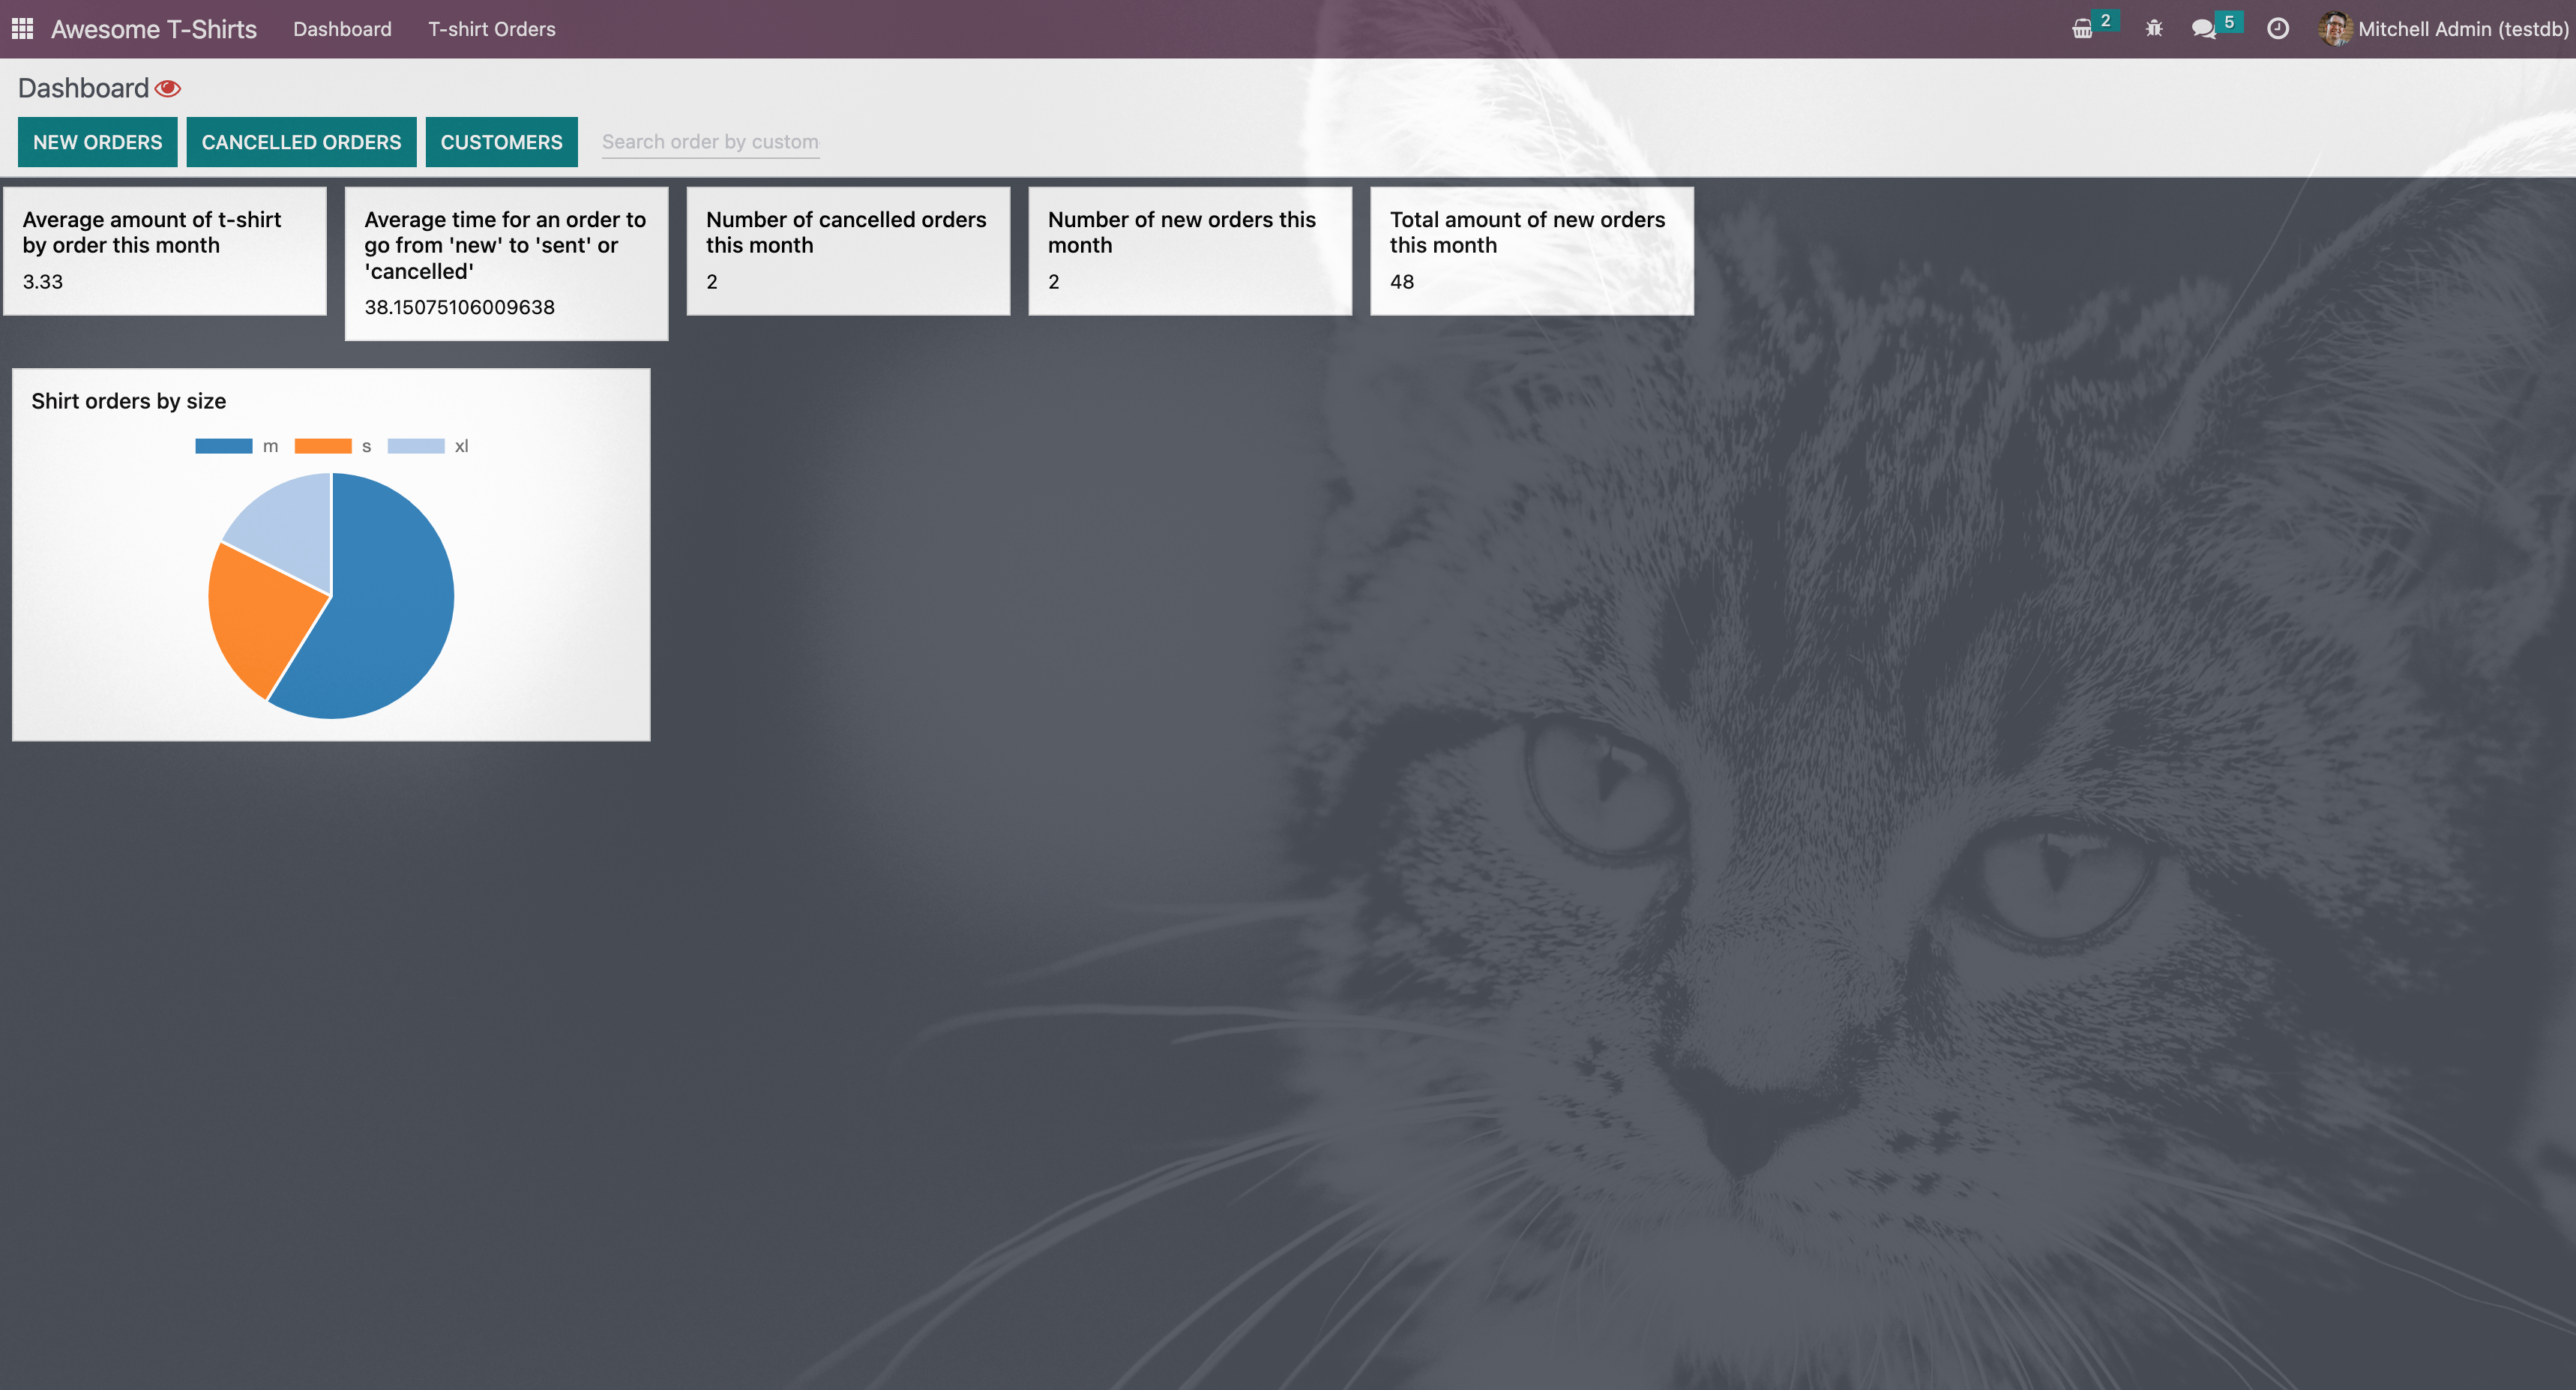 Awesome T-Shirts Dashboard T-shirt Orders 2 5 Mitchell Admin (testdb)
Dashboard
NEW ORDERS CANCELLED ORDERS CUSTOMERS Search order by custom
Average amount of t-shirt
by order this month
3.33
Average time for an order to
go from 'new' to 'sent' or
'cancelled'
38.15075106009638
Number of cancelled orders
this month
2
Number of new orders this
month
2
Total amount of new orders
this month
48
Shirt orders by size
m s xl